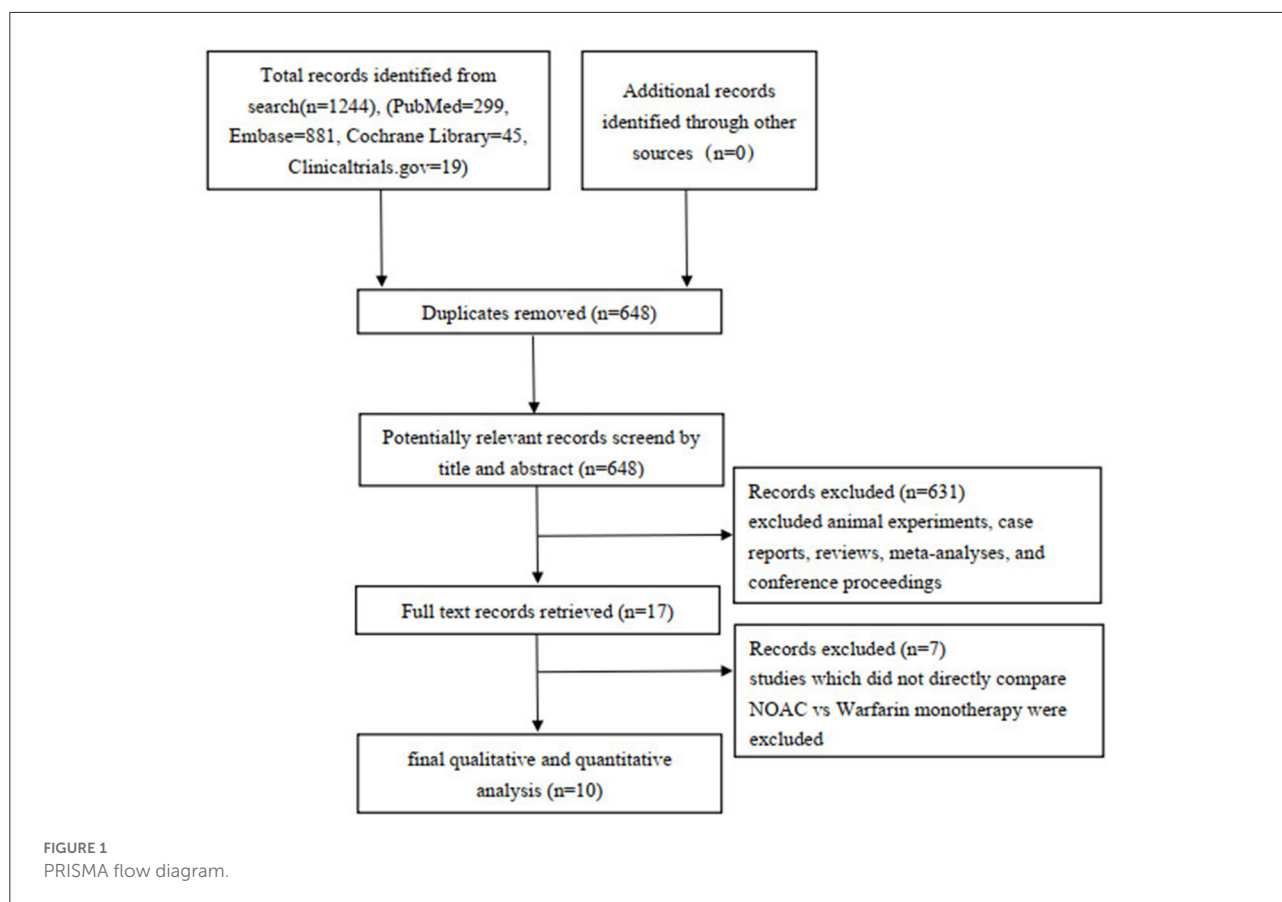 Total records identified from
search(n=1244), (PubMed=299,
Embase=881, Cochrane Library=45,
Clinicaltrials.gov=19)
Additional records
identified through other
sources (n=0)
Duplicates removed (n=648)
Potentially relevant records screend by
title and abstract (n=648)
Records excluded (n=631)
excluded animal experiments, case
reports, reviews, meta-analyses, and
conference proceedings
Full text records retrieved (n=17)
Records excluded (n=7)
studies which did not directly compare
NOAC vs Warfarin monotherapy were
excluded
final qualitative and quantitative
analysis (n=10)
FIGURE 1
PRISMA flow diagram.